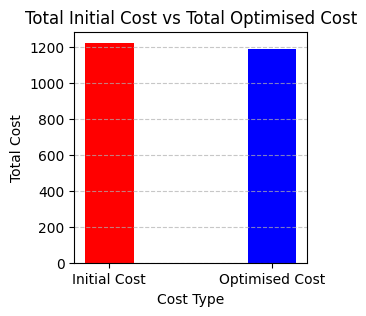 Total Initial Cost vs Total Optimised Cost
Total Cost
1200
1000
800
600
400
200
0
Initial Cost
Optimised Cost
Cost Type